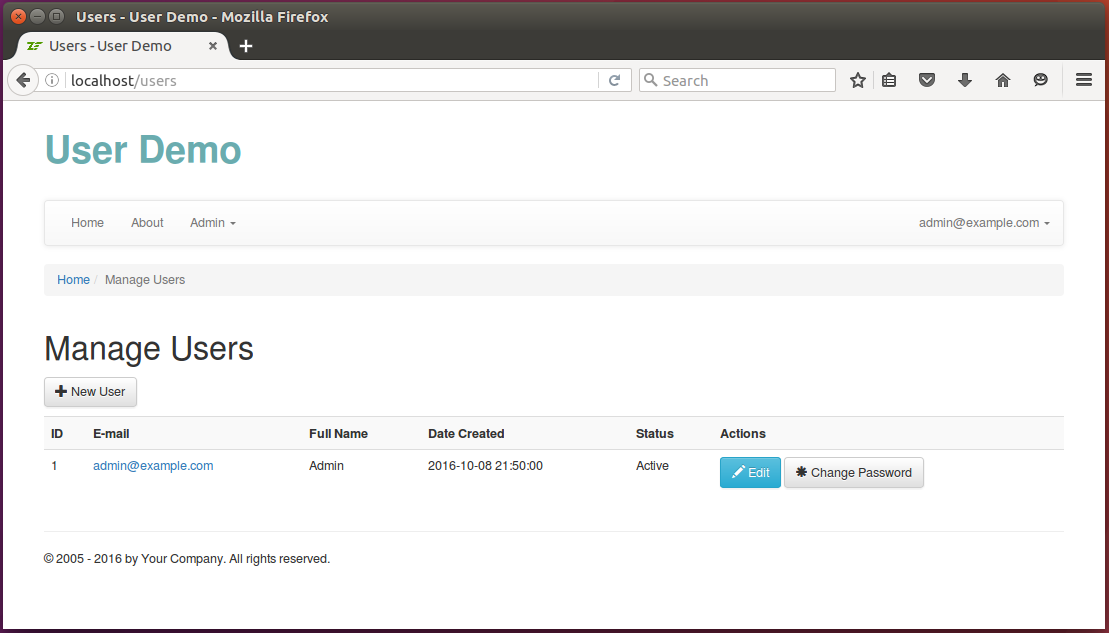 Users - User Demo - Mozilla Firefox
Users - User Demo
localhost/users
Search
User Demo
Home About Admin admin@example.com
Home / Manage Users
Manage Users
New User
ID E-mail Full Name Date Created Status Actions
1 admin@example.com Admin 2016-10-08 21:50:00 Active Edit Change Password
© 2005 - 2016 by Your Company. All rights reserved.